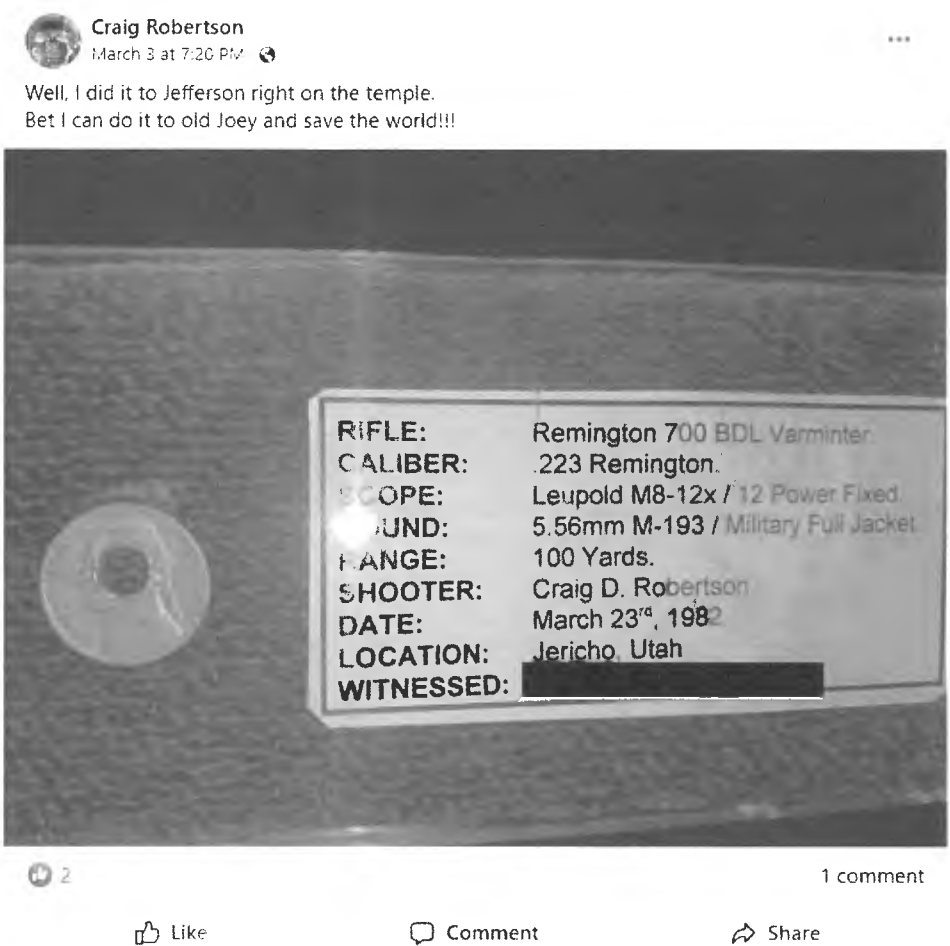 Craig Robertson
March 3 at 7:20 PM
Well, I did it to Jefferson right on the temple.
Bet I can do it to old Joey and save the world!!!
RIFLE: Remington 700 BDL Varminter.
CALIBER: .223 Remington.
SCOPE: Leupold M8-12x / 12 Power Fixed.
ROUND: 5.56mm M-193 / Military Full Jacket
RANGE: 100 Yards.
SHOOTER: Craig D. Robertson
DATE: March 23rd, 1982
LOCATION: Jericho, Utah
WITNESSED:
2
1 comment
Like
Comment
Share